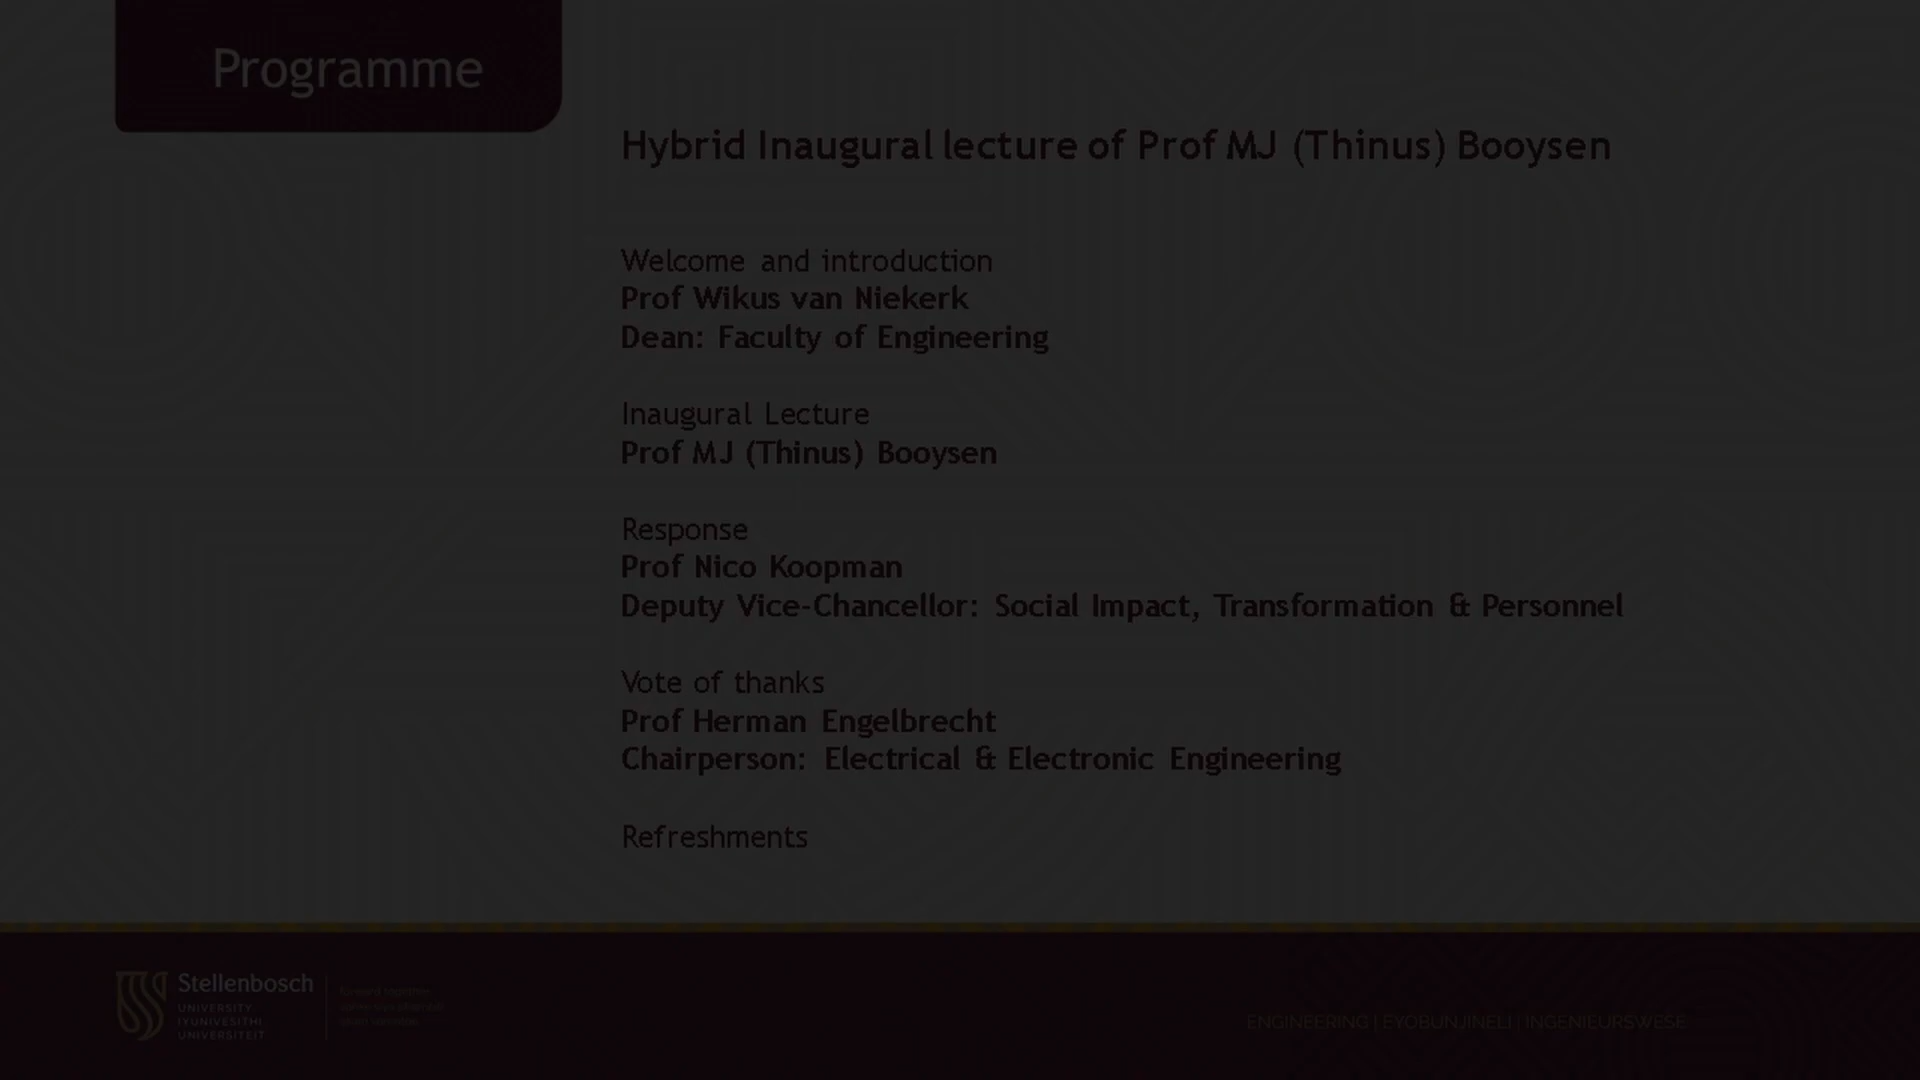 Programme
Hybrid Inaugural lecture of Prof MJ (Thinus) Booysen
Welcome and introduction
Prof Wikus van Niekerk
Dean: Faculty of Engineering
Inaugural Lecture
Prof MJ (Thinus) Booysen
Response
Prof Nico Koopman
Deputy Vice-Chancellor: Social Impact, Transformation & Personnel
Vote of thanks
Prof Herman Engelbrecht
Chairperson: Electrical & Electronic Engineering
Refreshments
Stellenbosch
UNIVERSITY
IYUNIVESITHI
UNIVERSITEIT
ENGINEERING | EYOBUNJINELI | INGENIEURSWESE